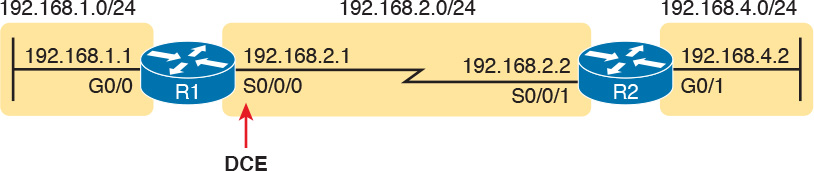 192.168.1.0/24
192.168.2.0/24
192.168.4.0/24
192.168.1.1
G0/0
R1
192.168.2.1
S0/0/0
DCE
192.168.2.2
S0/0/1
R2
192.168.4.2
G0/1